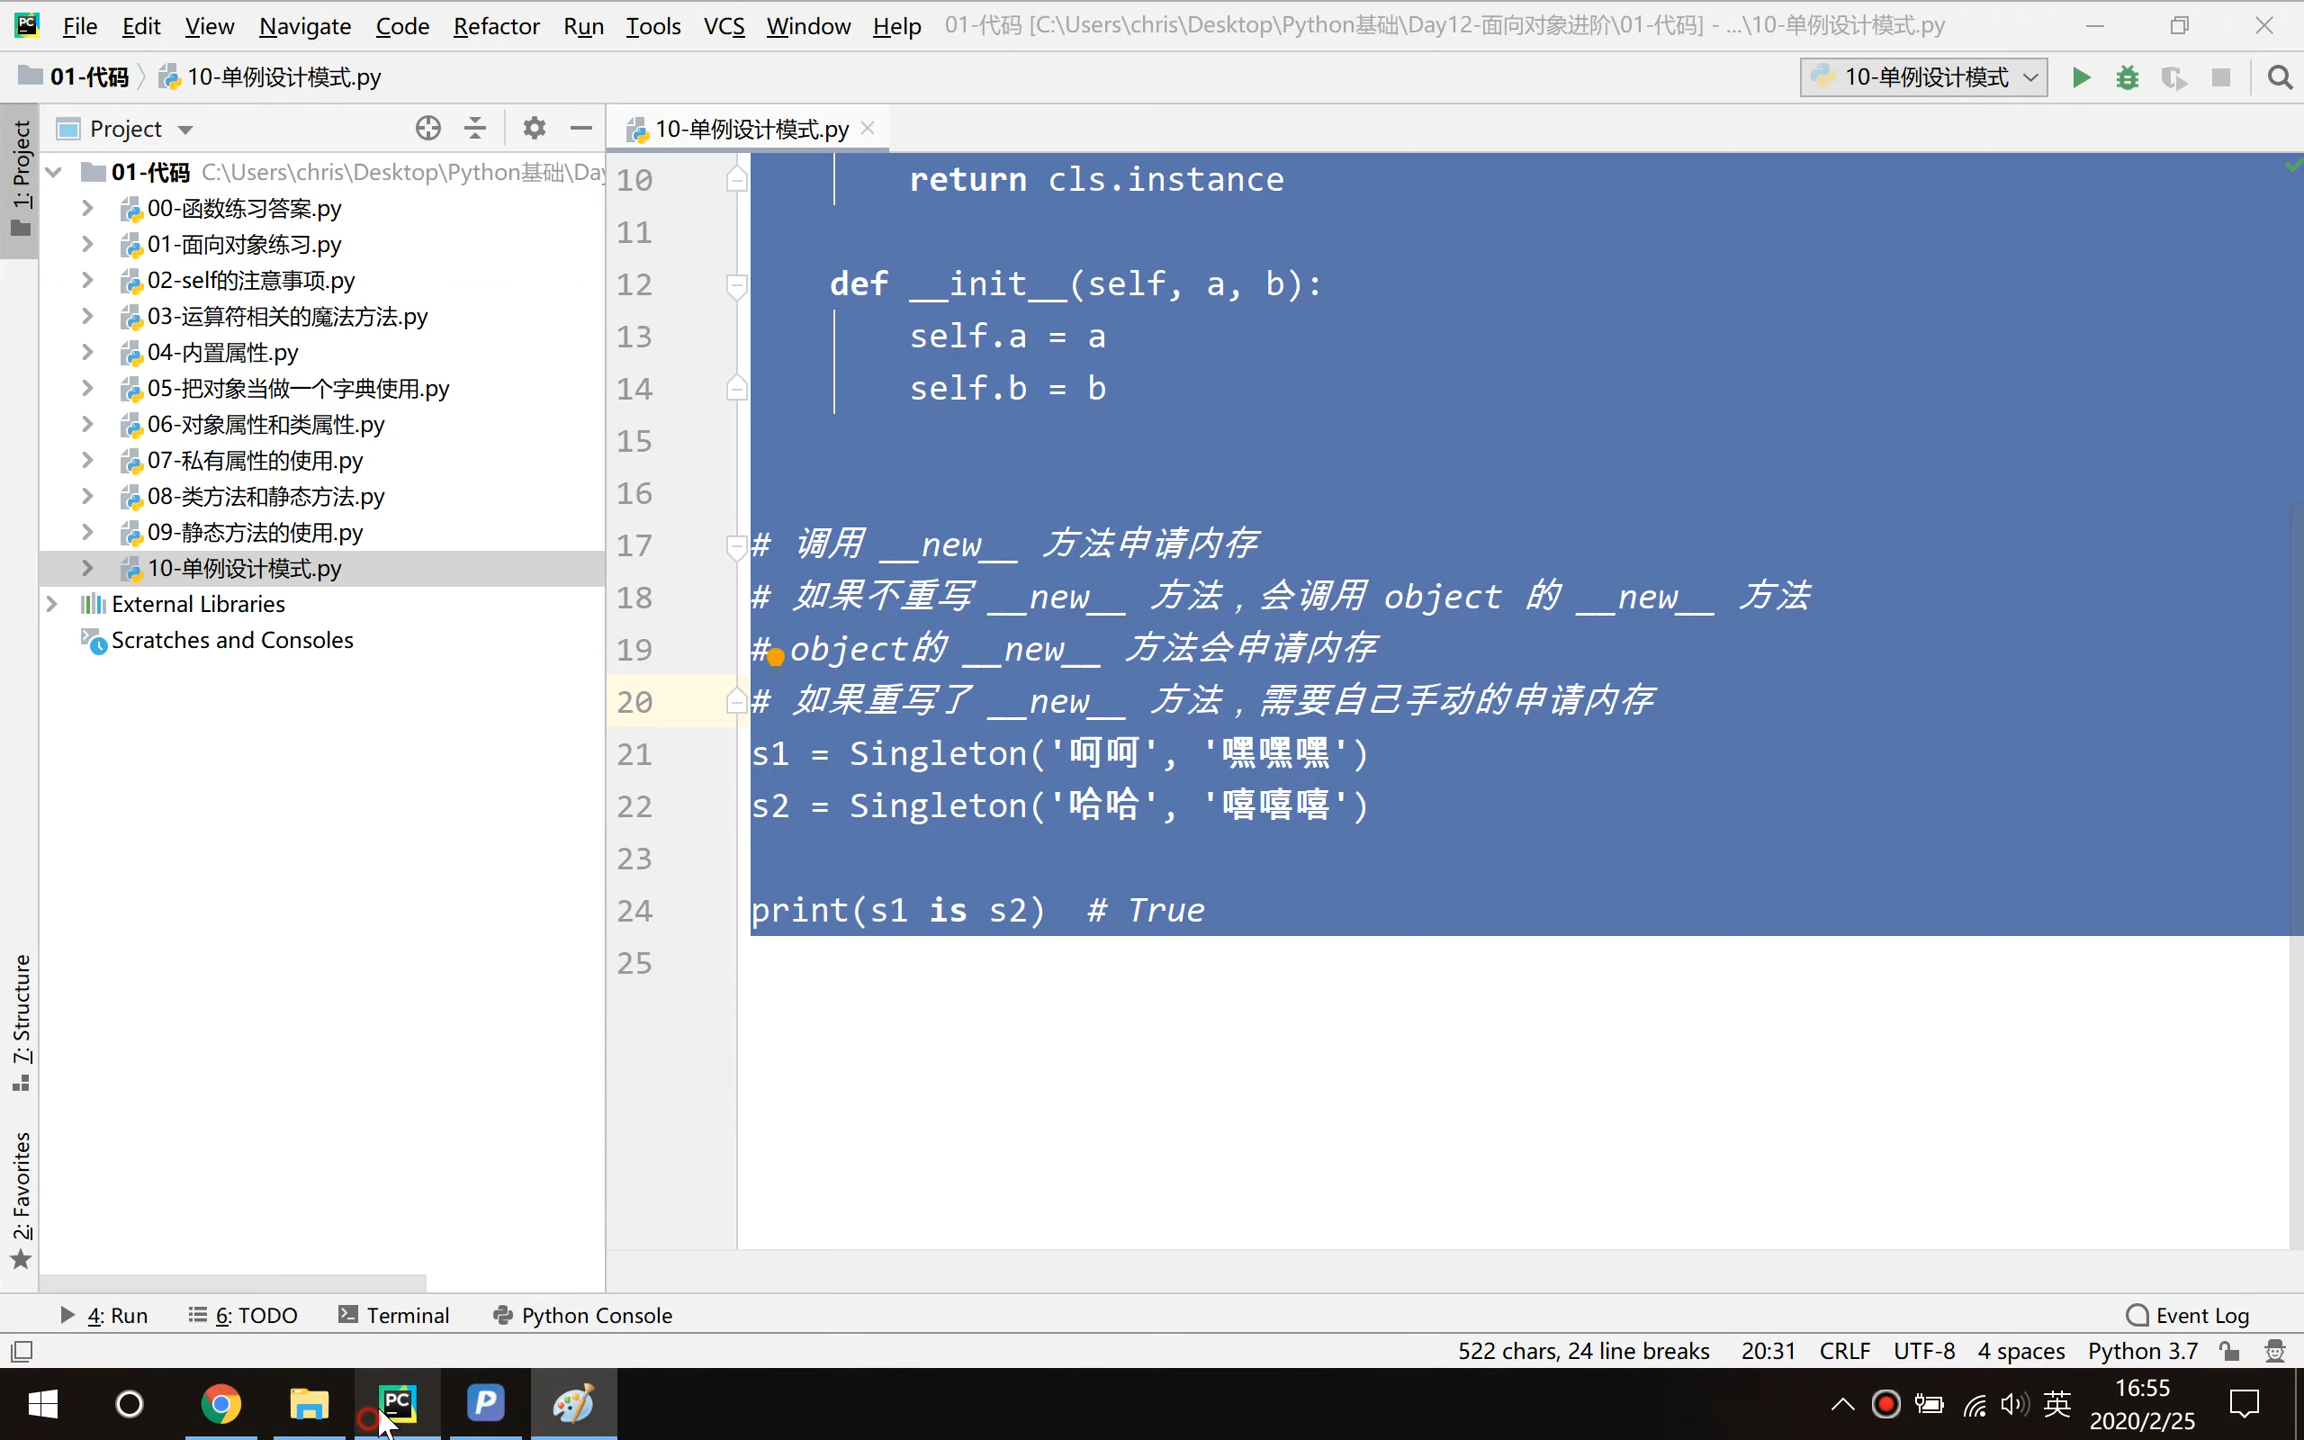 File Edit View Navigate Code Refactor Run Tools VCS Window Help 01-代码 [C:\Users\chris\Desktop\Python基础\Day12-面向对象进阶\01-代码] - ...\10-单例设计模式.py
01-代码 10-单例设计模式.py 10-单例设计模式
1: Project
Project
10-单例设计模式.py
01-代码 C:\Users\chris\Desktop\Python基础\Day
00-函数练习答案.py
01-面向对象练习.py
02-self的注意事项.py
03-运算符相关的魔法方法.py
04-内置属性.py
05-把对象当做一个字典使用.py
06-对象属性和类属性.py
07-私有属性的使用.py
08-类方法和静态方法.py
09-静态方法的使用.py
10-单例设计模式.py
External Libraries
Scratches and Consoles
7: Structure
2: Favorites
10 return cls.instance
11
12 def __init__(self, a, b):
13 self.a = a
14 self.b = b
15
16
17 # 调用 __new__ 方法申请内存
18 # 如果不重写 __new__ 方法，会调用 object 的 __new__ 方法
19 # object的 __new__ 方法会申请内存
20 # 如果重写了 __new__ 方法，需要自己手动的申请内存
21 s1 = Singleton('呵呵', '嘿嘿嘿')
22 s2 = Singleton('哈哈', '嘻嘻嘻')
23
24 print(s1 is s2)  # True
25
4: Run 6: TODO Terminal Python Console Event Log
522 chars, 24 line breaks 20:31 CRLF UTF-8 4 spaces Python 3.7
英 16:55
2020/2/25